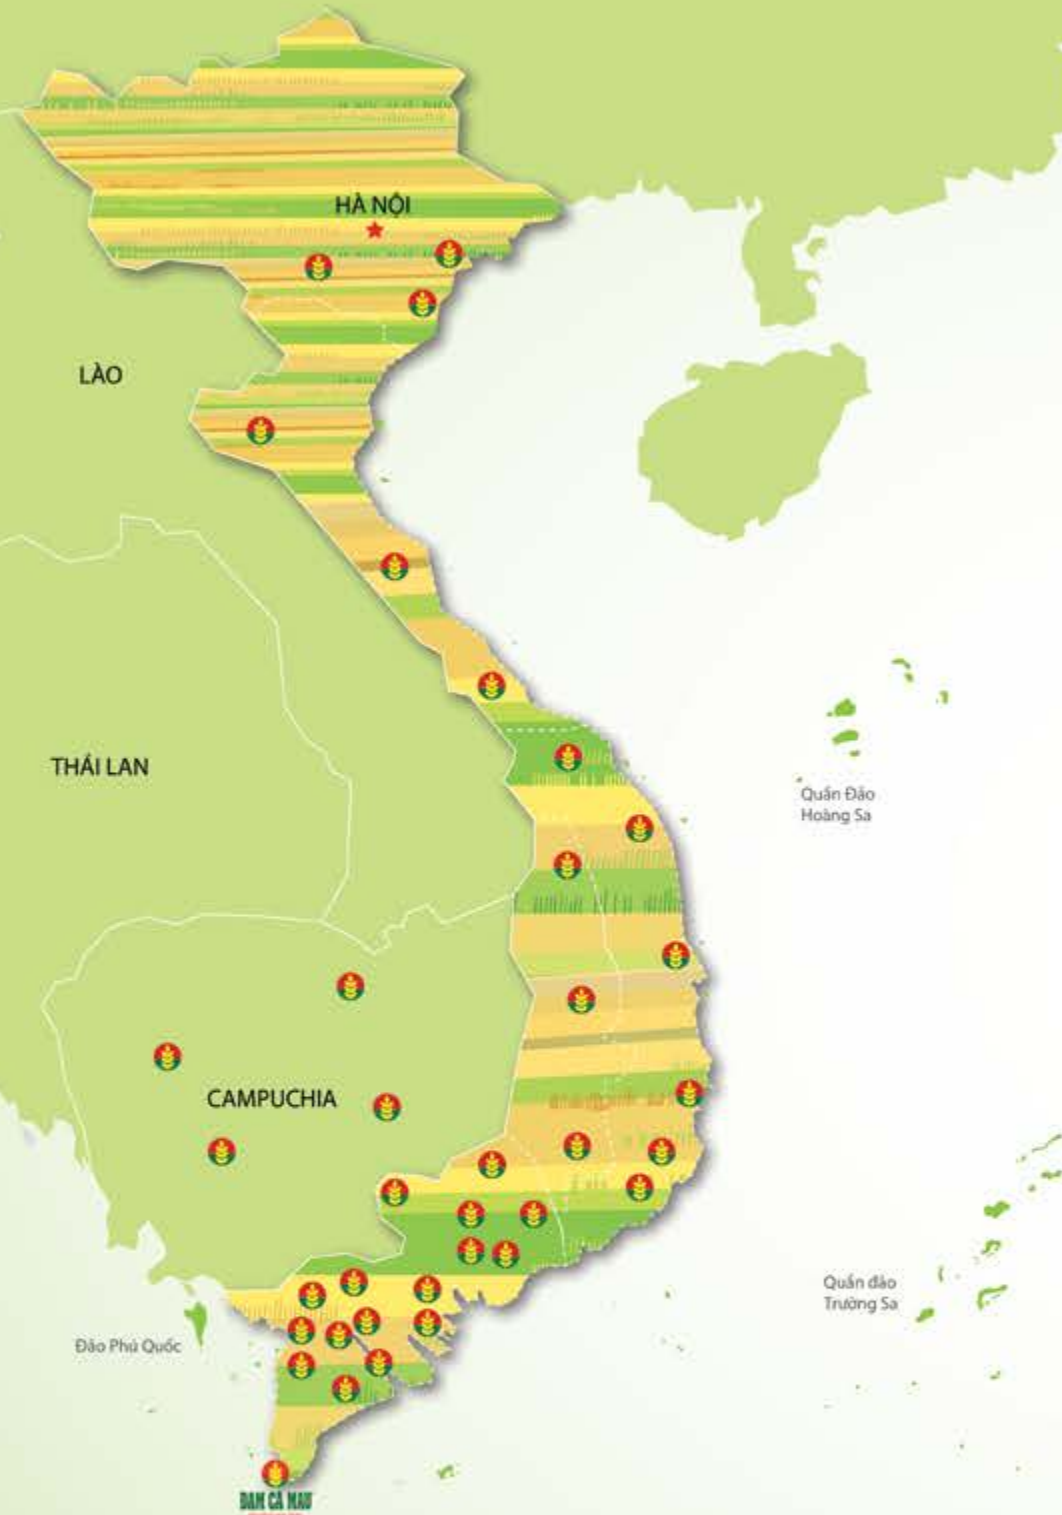 HÀ NỘI
LÀO
THÁI LAN
Quần Đảo
Hoàng Sa
CAMPUCHIA
Quần đảo
Trường Sa
Đảo Phú Quốc
ĐẠM CÀ MAU